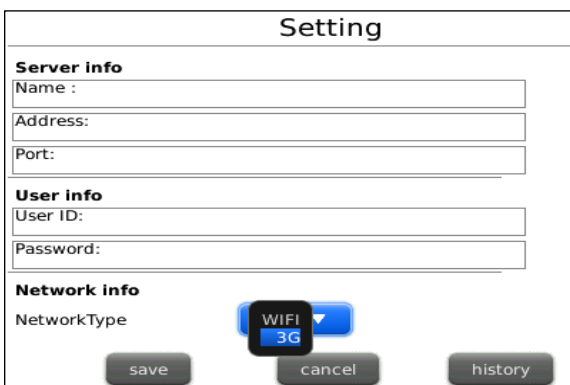 Setting
Server info
Name :
Address:
Port:
User info
User ID:
Password:
Network info
NetworkType
WIFI
3G
save cancel history